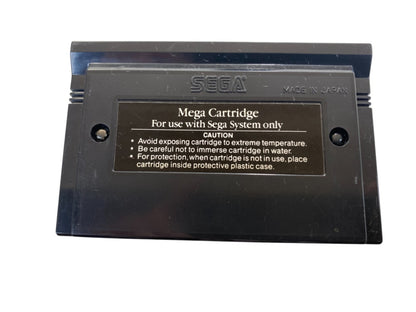 SEGA
MADE IN JAPAN
Mega Cartridge
For use with Sega System only
CAUTION
• Avoid exposing cartridge to extreme temperature.
• Be careful not to immerse cartridge in water.
• For protection, when cartridge is not in use, place
cartridge inside protective plastic case.